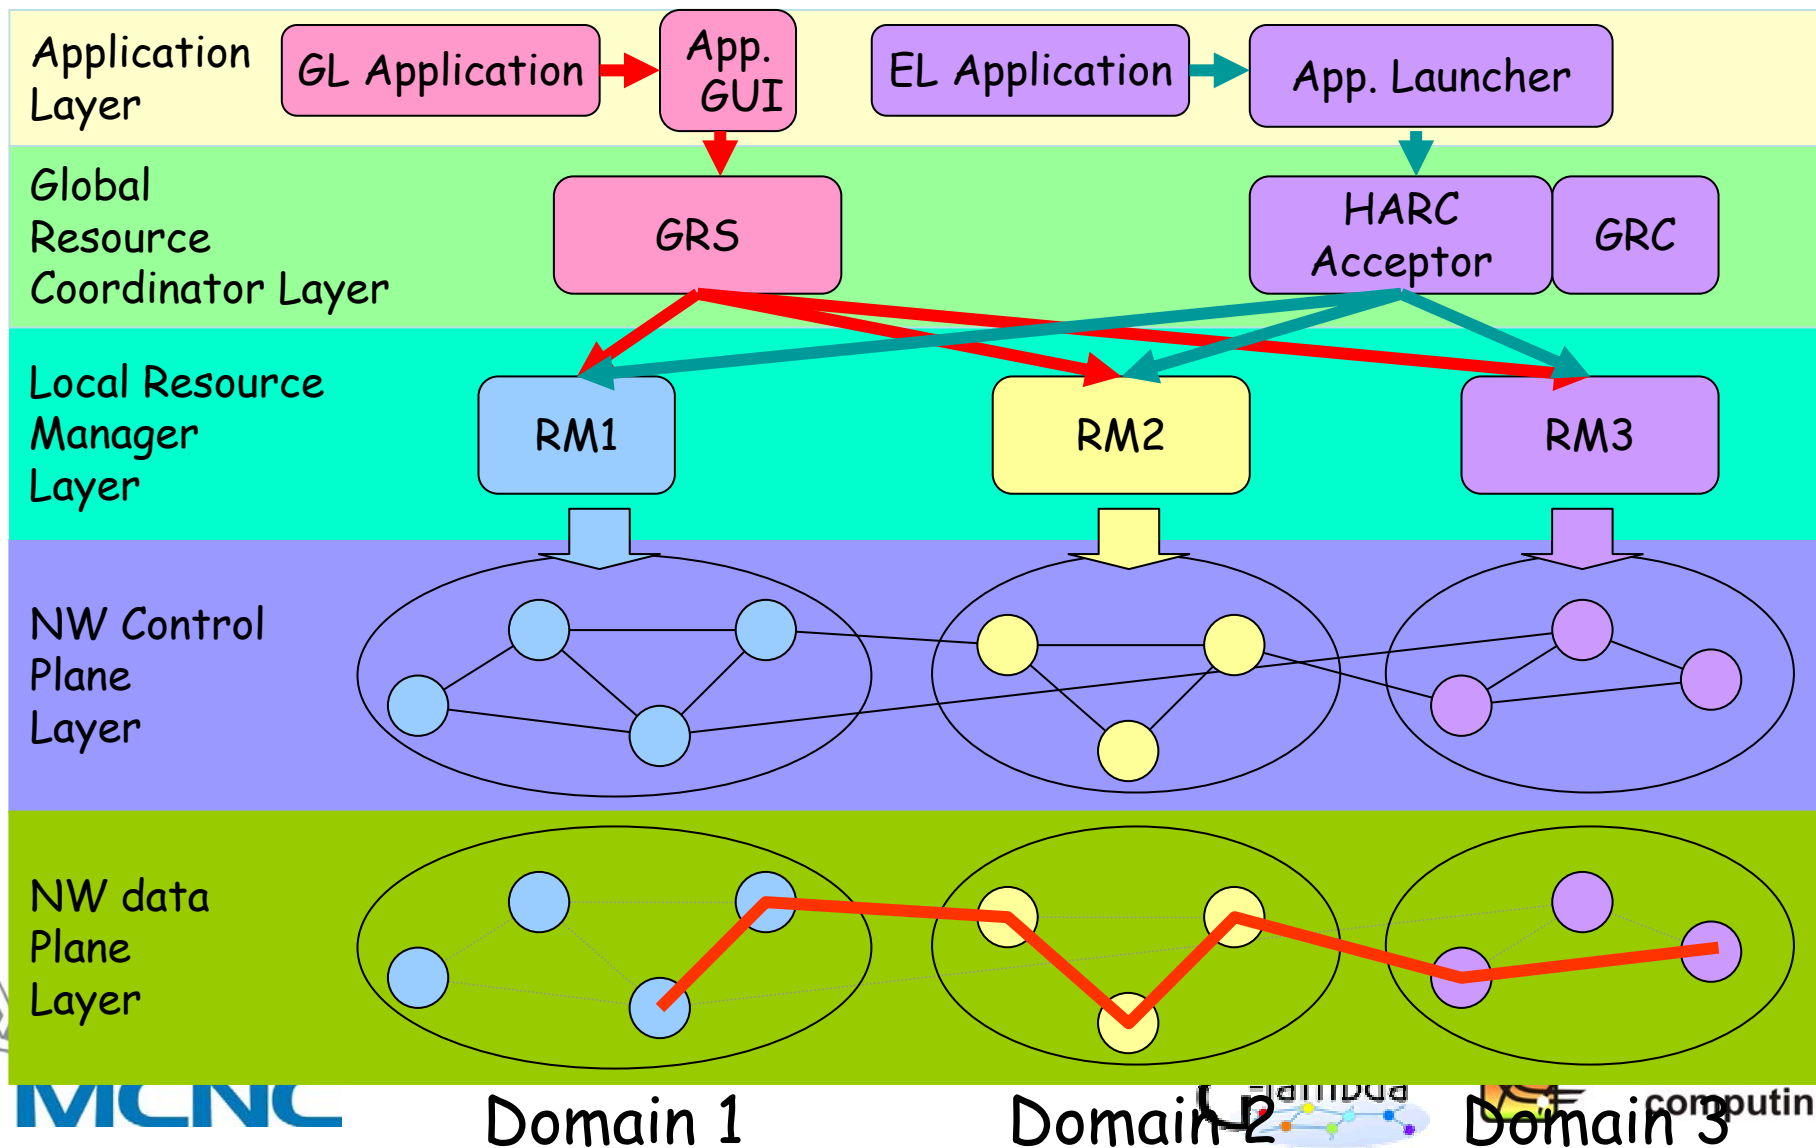 Application
Layer
GL Application
App.
GUI
EL Application
App. Launcher
Global
Resource
Coordinator Layer
GRS
HARC
Acceptor
GRC
Local Resource
Manager
Layer
RM1
RM2
RM3
NW Control
Plane
Layer
NW data
Plane
Layer
MCNC
Domain 1
Domain 2
lambda
Domain 3
computin